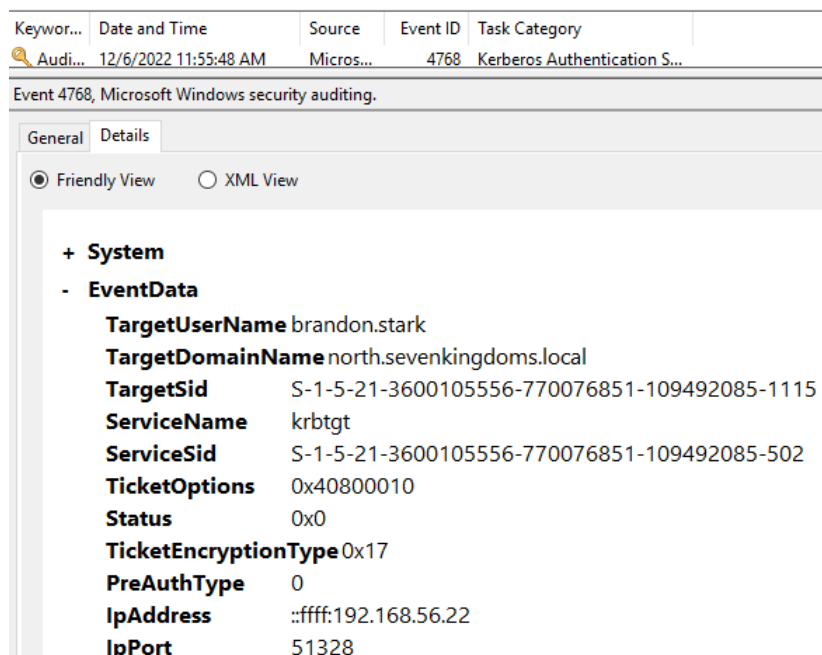 Keywor... Date and Time Source Event ID Task Category
Audi... 12/6/2022 11:55:48 AM Micros... 4768 Kerberos Authentication S...
Event 4768, Microsoft Windows security auditing.
General Details
Friendly View XML View
+ System
- EventData
TargetUserName brandon.stark
TargetDomainName north.sevenkingdoms.local
TargetSid S-1-5-21-3600105556-770076851-109492085-1115
ServiceName krbtgt
ServiceSid S-1-5-21-3600105556-770076851-109492085-502
TicketOptions 0x40800010
Status 0x0
TicketEncryptionType 0x17
PreAuthType 0
IpAddress ::ffff:192.168.56.22
IpPort 51328